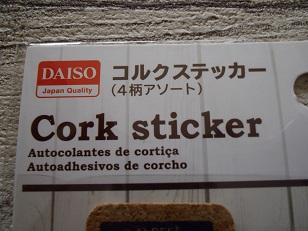 DAISO
Japan Quality
コルクステッカー
(4柄アソート)
Cork sticker
Autocolantes de cortiça
Autoadhesivos de corcho